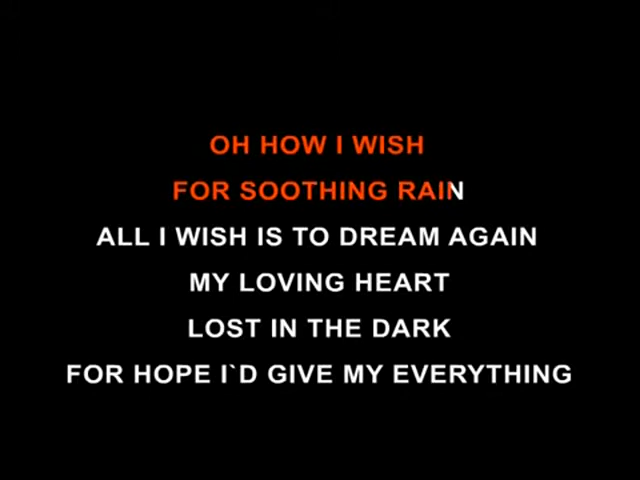 OH HOW I WISH
FOR SOOTHING RAIN
ALL I WISH IS TO DREAM AGAIN
MY LOVING HEART
LOST IN THE DARK
FOR HOPE I`D GIVE MY EVERYTHING